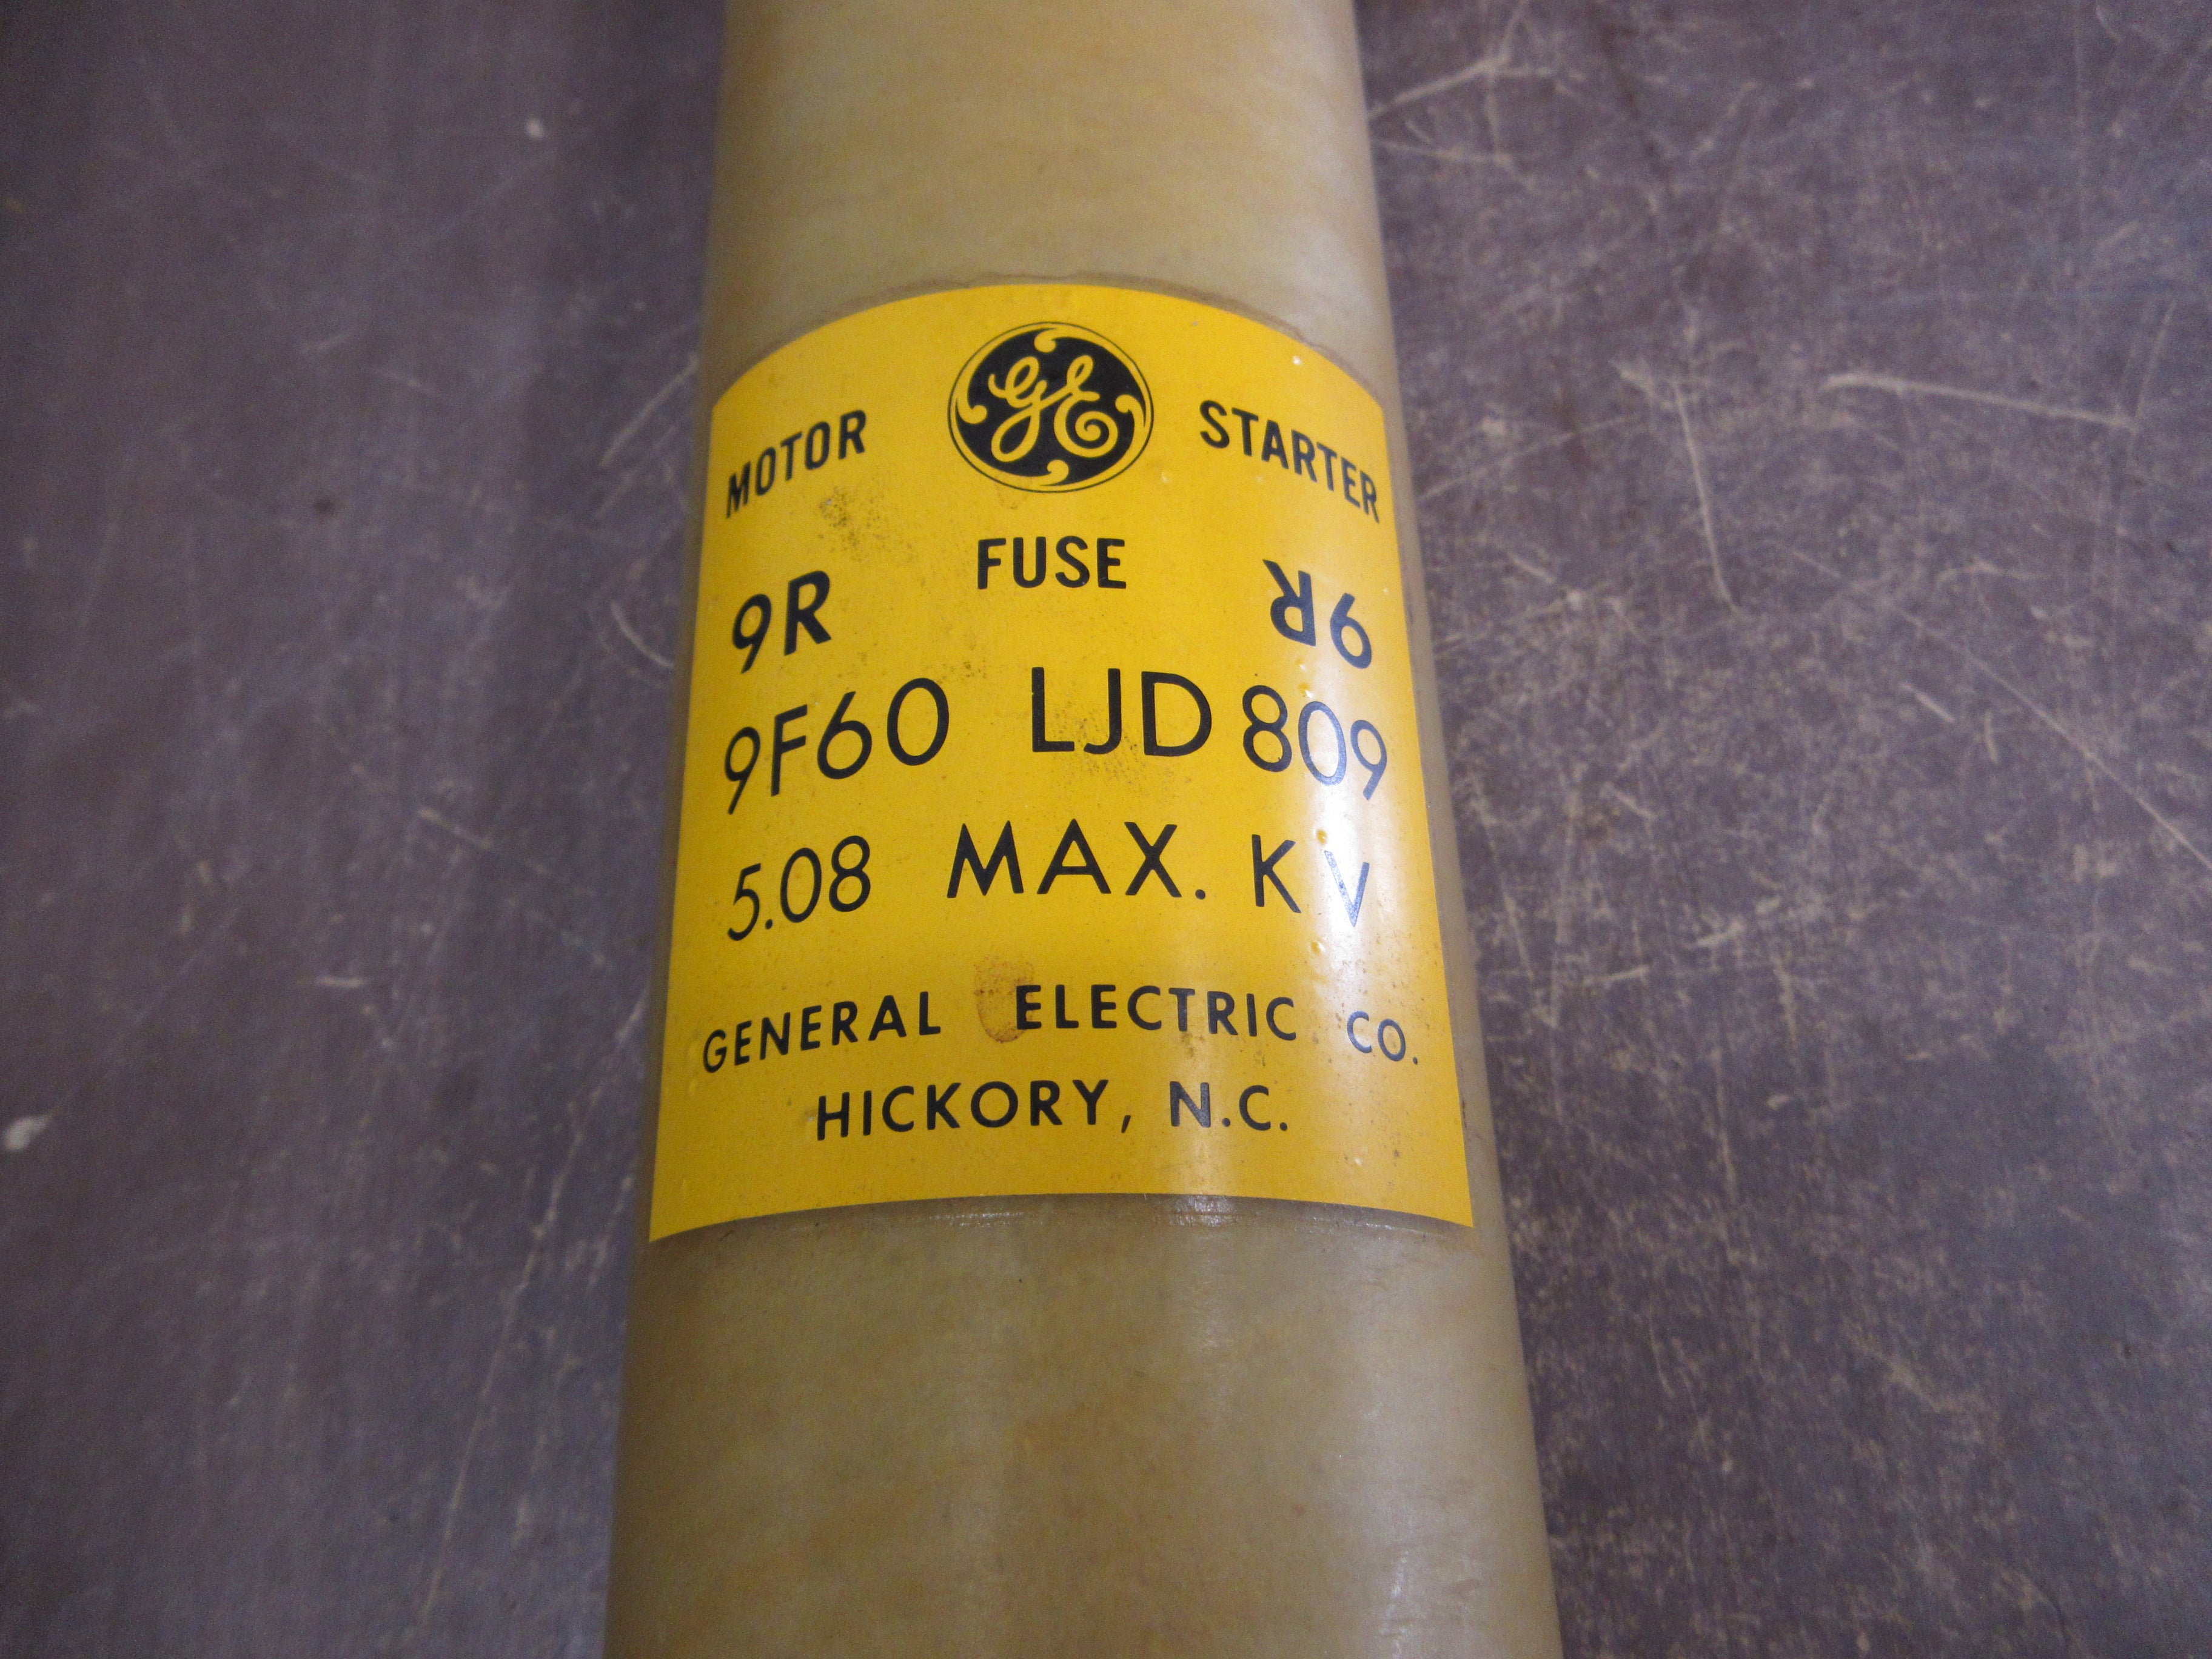 GE
MOTOR STARTER
FUSE
9R 9R
9F60 LJD 809
5.08 MAX. KV
GENERAL ELECTRIC CO.
HICKORY, N.C.